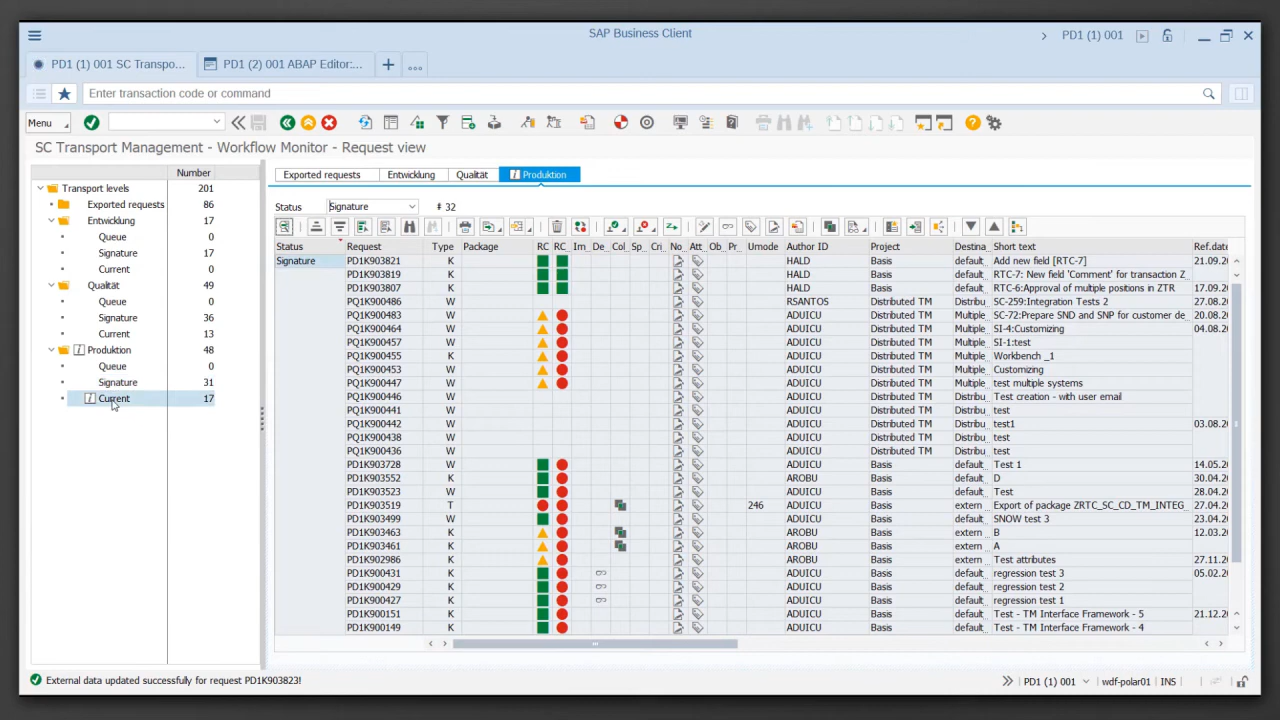 SAP Business Client
PD1 (1) 001
PD1 (1) 001 SC Transpo...
PD1 (2) 001 ABAP Editor:...
Enter transaction code or command
Menu
SC Transport Management - Workflow Monitor - Request view
Number
Transport levels 201
Exported requests 86
Entwicklung 17
Queue 0
Signature 17
Current 0
Qualität 49
Queue 0
Signature 36
Current 13
Produktion 48
Queue 0
Signature 31
Current 17
Exported requests Entwicklung Qualität Produktion
Status Signature # 32
Status Request Type Package RC RC.. Irn De.. Col Sp.. Cri.. No.. Att Ob.. Pr.. Umode Author ID Project Destina.. Short text Ref.date
Signature PD1K903821 K HALD Basis default.. Add new field [RTC-7] 21.09.20
PD1K903819 K HALD Basis default.. RTC-7: New field 'Comment' for transaction Z..
PD1K903807 K HALD Basis default.. RTC-6:Approval of multiple positions in ZTR 17.09.20
PQ1K900486 W RSANTOS Distributed TM Distribu.. SC-259:Integration Tests 2 27.08.20
PQ1K900483 W ADUICU Distributed TM Multiple.. SC-72:Prepare SND and SNP for customer de.. 20.08.20
PQ1K900464 W ADUICU Distributed TM Multiple.. SI-4:Customizing 04.08.20
PQ1K900457 W ADUICU Distributed TM Multiple.. SI-1:test
PQ1K900455 K ADUICU Distributed TM Multiple.. Workbench _1
PQ1K900453 W ADUICU Distributed TM Multiple.. Customizing
PQ1K900447 W ADUICU Distributed TM Multiple.. test multiple systems
PQ1K900446 W ADUICU Distributed TM Distribu.. Test creation - with user email
PQ1K900441 W ADUICU Distributed TM Distribu.. test
PQ1K900442 W ADUICU Distributed TM Distribu.. test1 03.08.20
PQ1K900438 W ADUICU Distributed TM Distribu.. test
PQ1K900436 W ADUICU Distributed TM Distribu.. test
PD1K903728 W ADUICU Basis default.. Test 1 14.05.20
PD1K903552 K AROBU Basis default.. D 30.04.20
PD1K903523 W ADUICU Basis default.. Test 28.04.20
PD1K903519 T 246 ADUICU Basis extern Export of package ZRTC_SC_CD_TM_INTEG.. 27.04.20
PD1K903499 W ADUICU Basis default.. SNOW test 3 23.04.20
PD1K903463 K AROBU Basis extern B 12.03.20
PD1K903461 K AROBU Basis extern A
PD1K902986 K AROBU Basis extern Test attributes 27.11.20
PD1K900431 K ADUICU Basis default.. regression test 3 05.02.20
PD1K900429 K ADUICU Basis default.. regression test 2
PD1K900427 K ADUICU Basis default.. regression test 1
PD1K900151 K ADUICU Basis default.. Test - TM Interface Framework - 5 21.12.20
PD1K900149 K ADUICU Basis default.. Test - TM Interface Framework - 4
External data updated successfully for request PD1K903823!
PD1 (1) 001 wdf-polar01 INS